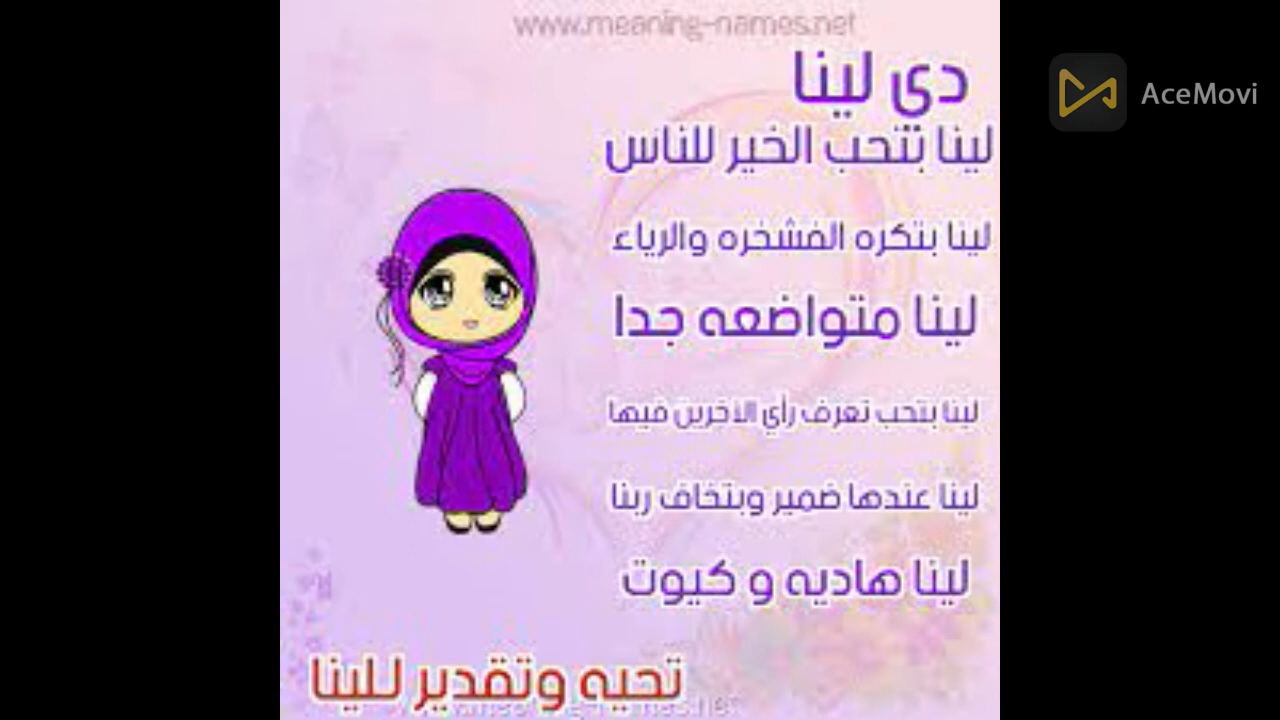 www.meaning-names.net
AceMovi
دى لينا
لينا بتحب الخير للناس
لينا بتكره الفشخره والرياء
لينا متواضعه جدا
لينا بتحب تعرف رأي الآخرين فيها
لينا عندها ضمير وبتخاف ربنا
لينا هاديه و كيوت
تحيه وتقدير للينا